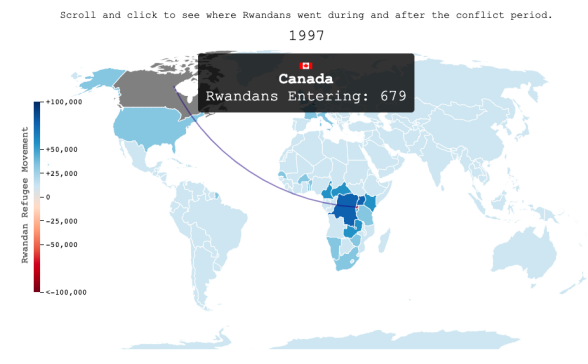 Scroll and click to see where Rwandans went during and after the conflict period.
1997
Canada
Rwandans Entering: 679
Rwandan Refugee Movement
+100,000
+50,000
+25,000
0
-25,000
-50,000
<-100,000